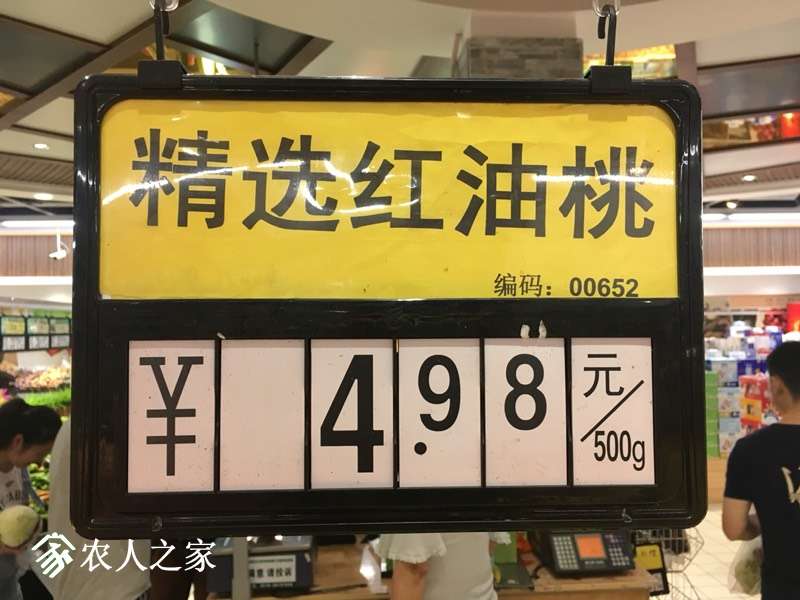 精选红油桃
编码：00652
¥ 4.98 元/500g
农人之家